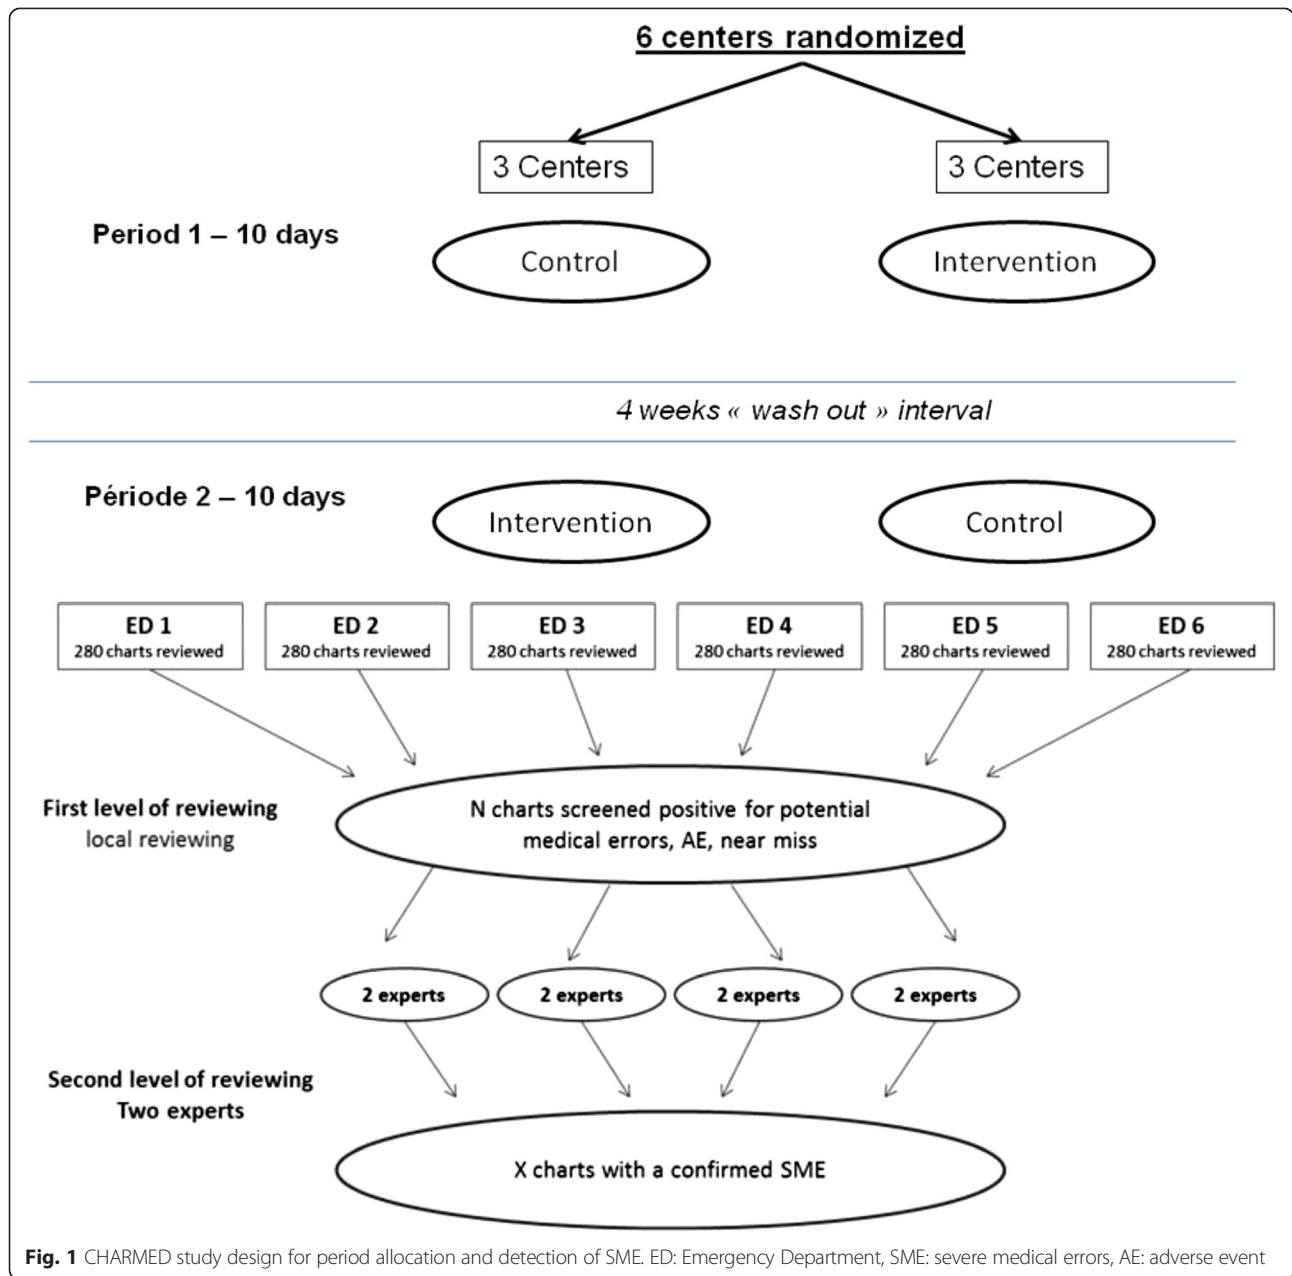 6 centers randomized
3 Centers
3 Centers
Period 1 – 10 days
Control
Intervention
4 weeks « wash out » interval
Période 2 – 10 days
Intervention
Control
ED 1
280 charts reviewed
ED 2
280 charts reviewed
ED 3
280 charts reviewed
ED 4
280 charts reviewed
ED 5
280 charts reviewed
ED 6
280 charts reviewed
First level of reviewing
local reviewing
N charts screened positive for potential
medical errors, AE, near miss
2 experts
2 experts
2 experts
2 experts
Second level of reviewing
Two experts
X charts with a confirmed SME
Fig. 1 CHARMED study design for period allocation and detection of SME. ED: Emergency Department, SME: severe medical errors, AE: adverse event